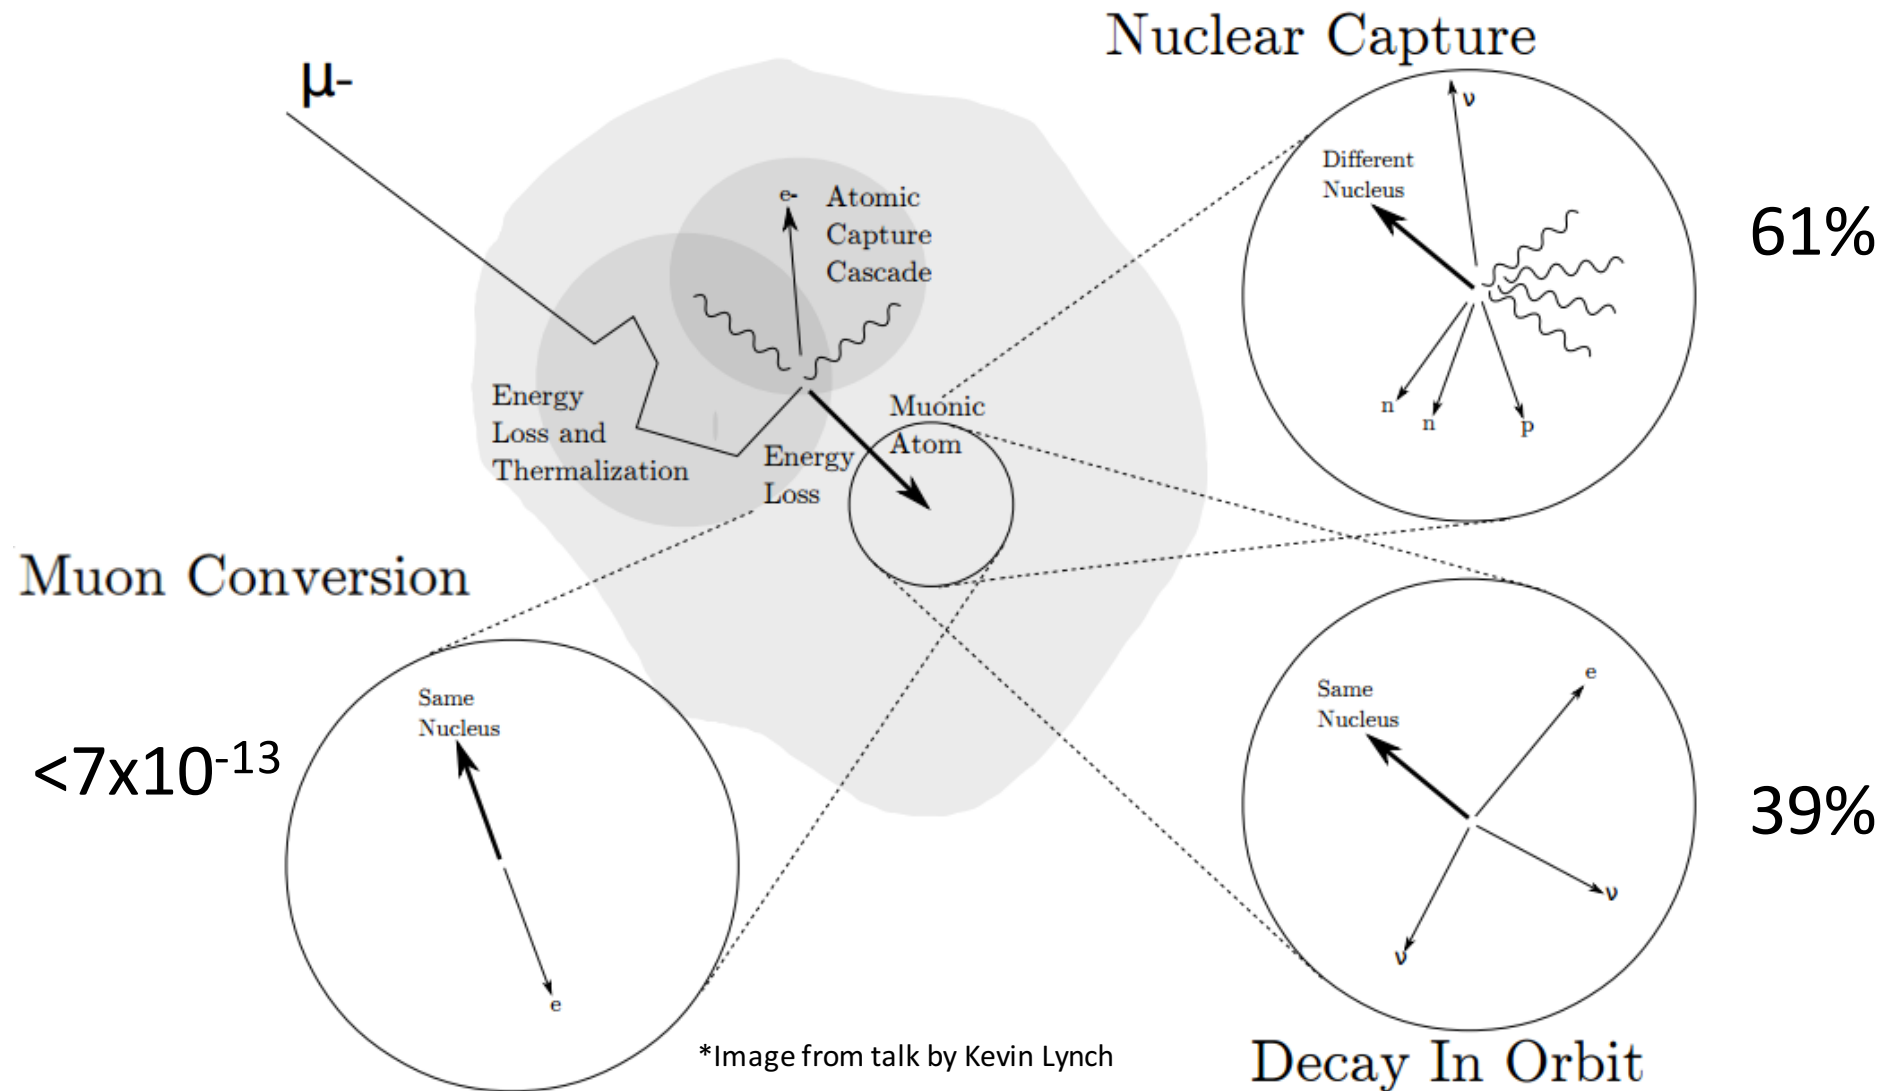 Nuclear Capture
μ-
ν
Different
Nucleus
61%
n
n
p
e-
Atomic
Capture
Cascade
Energy
Loss and
Thermalization
Energy
Loss
Muonic
Atom
Muon Conversion
<7x10⁻¹³
Same
Nucleus
e
Same
Nucleus
e
ν
ν
39%
Decay In Orbit
*Image from talk by Kevin Lynch